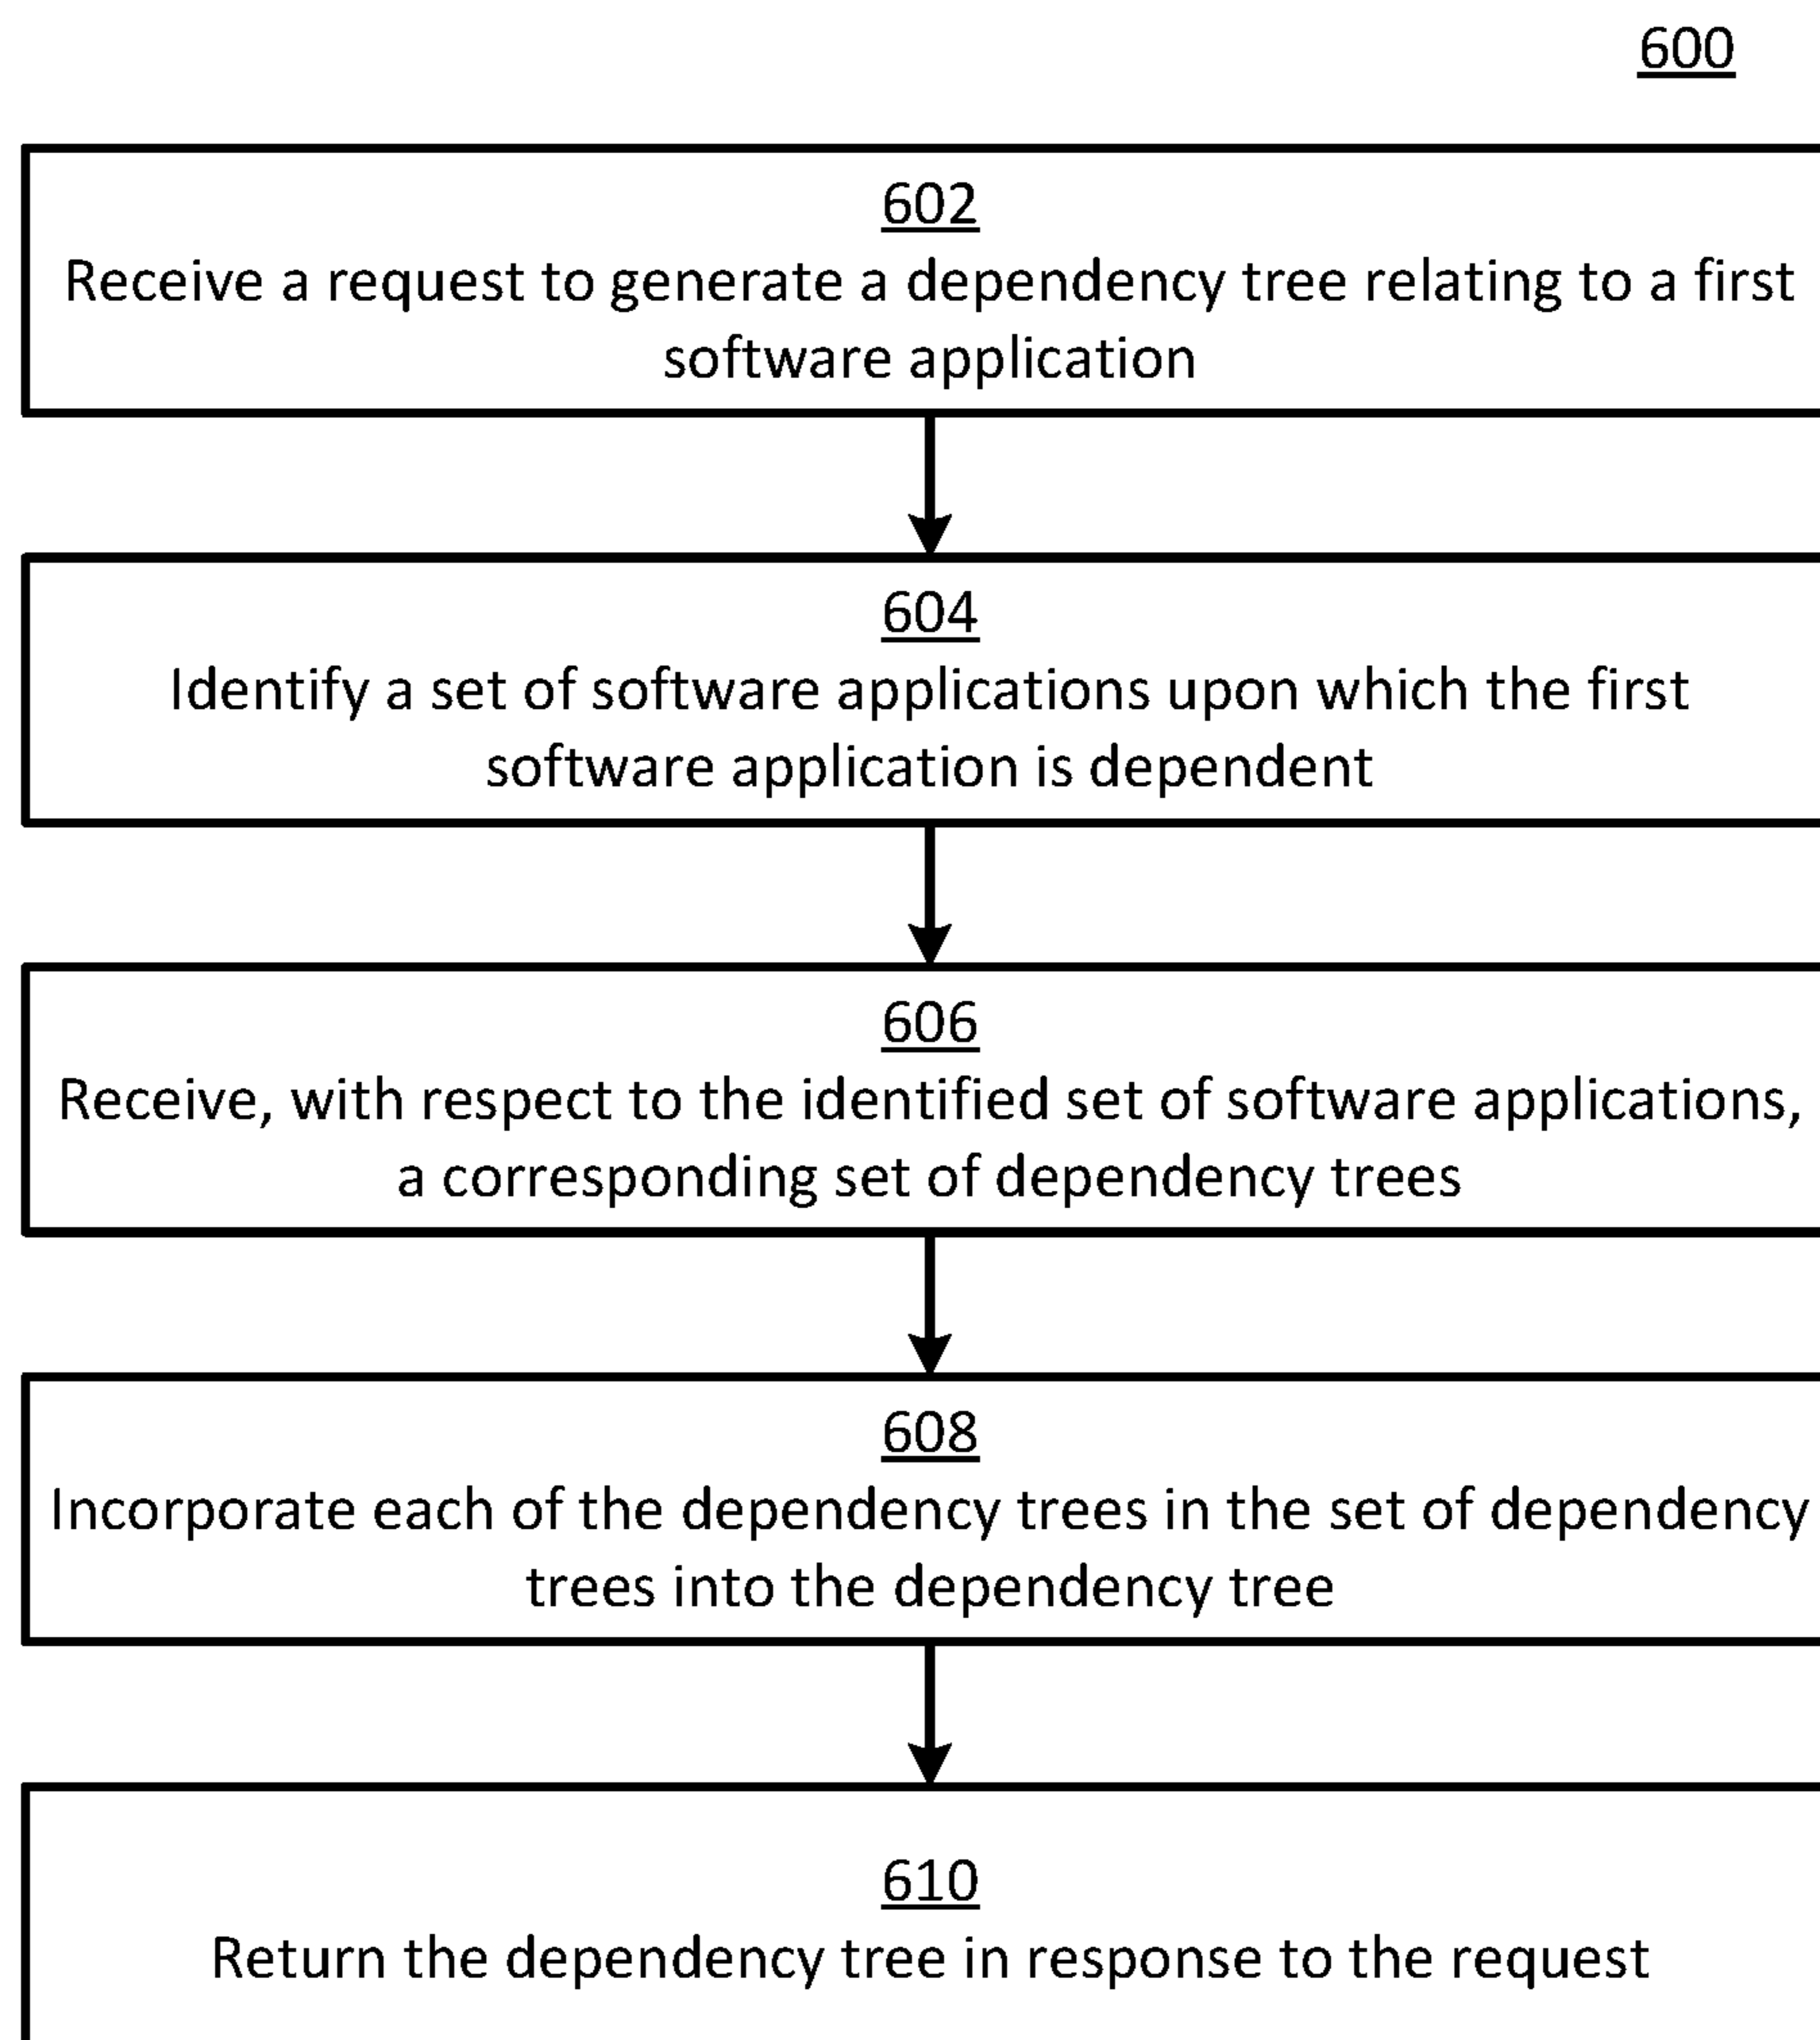 600
602
Receive a request to generate a dependency tree relating to a first
software application
604
Identify a set of software applications upon which the first
software application is dependent
606
Receive, with respect to the identified set of software applications,
a corresponding set of dependency trees
608
Incorporate each of the dependency trees in the set of dependency
trees into the dependency tree
610
Return the dependency tree in response to the request